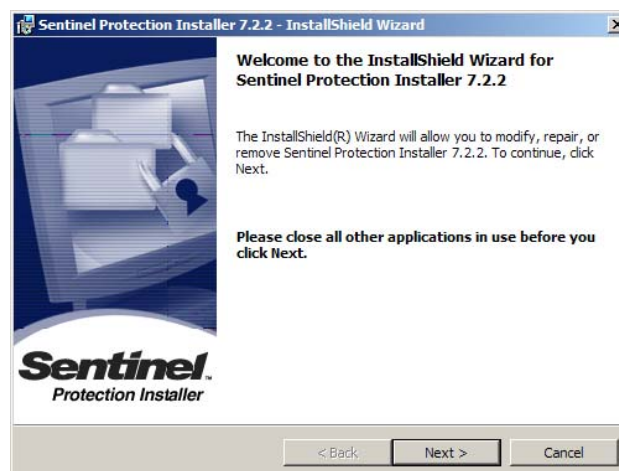 Sentinel Protection Installer 7.2.2 - InstallShield Wizard
Welcome to the InstallShield Wizard for
Sentinel Protection Installer 7.2.2
The InstallShield(R) Wizard will allow you to modify, repair, or
remove Sentinel Protection Installer 7.2.2. To continue, click
Next.
Please close all other applications in use before you
click Next.
Sentinel™
Protection Installer
< Back
Next >
Cancel